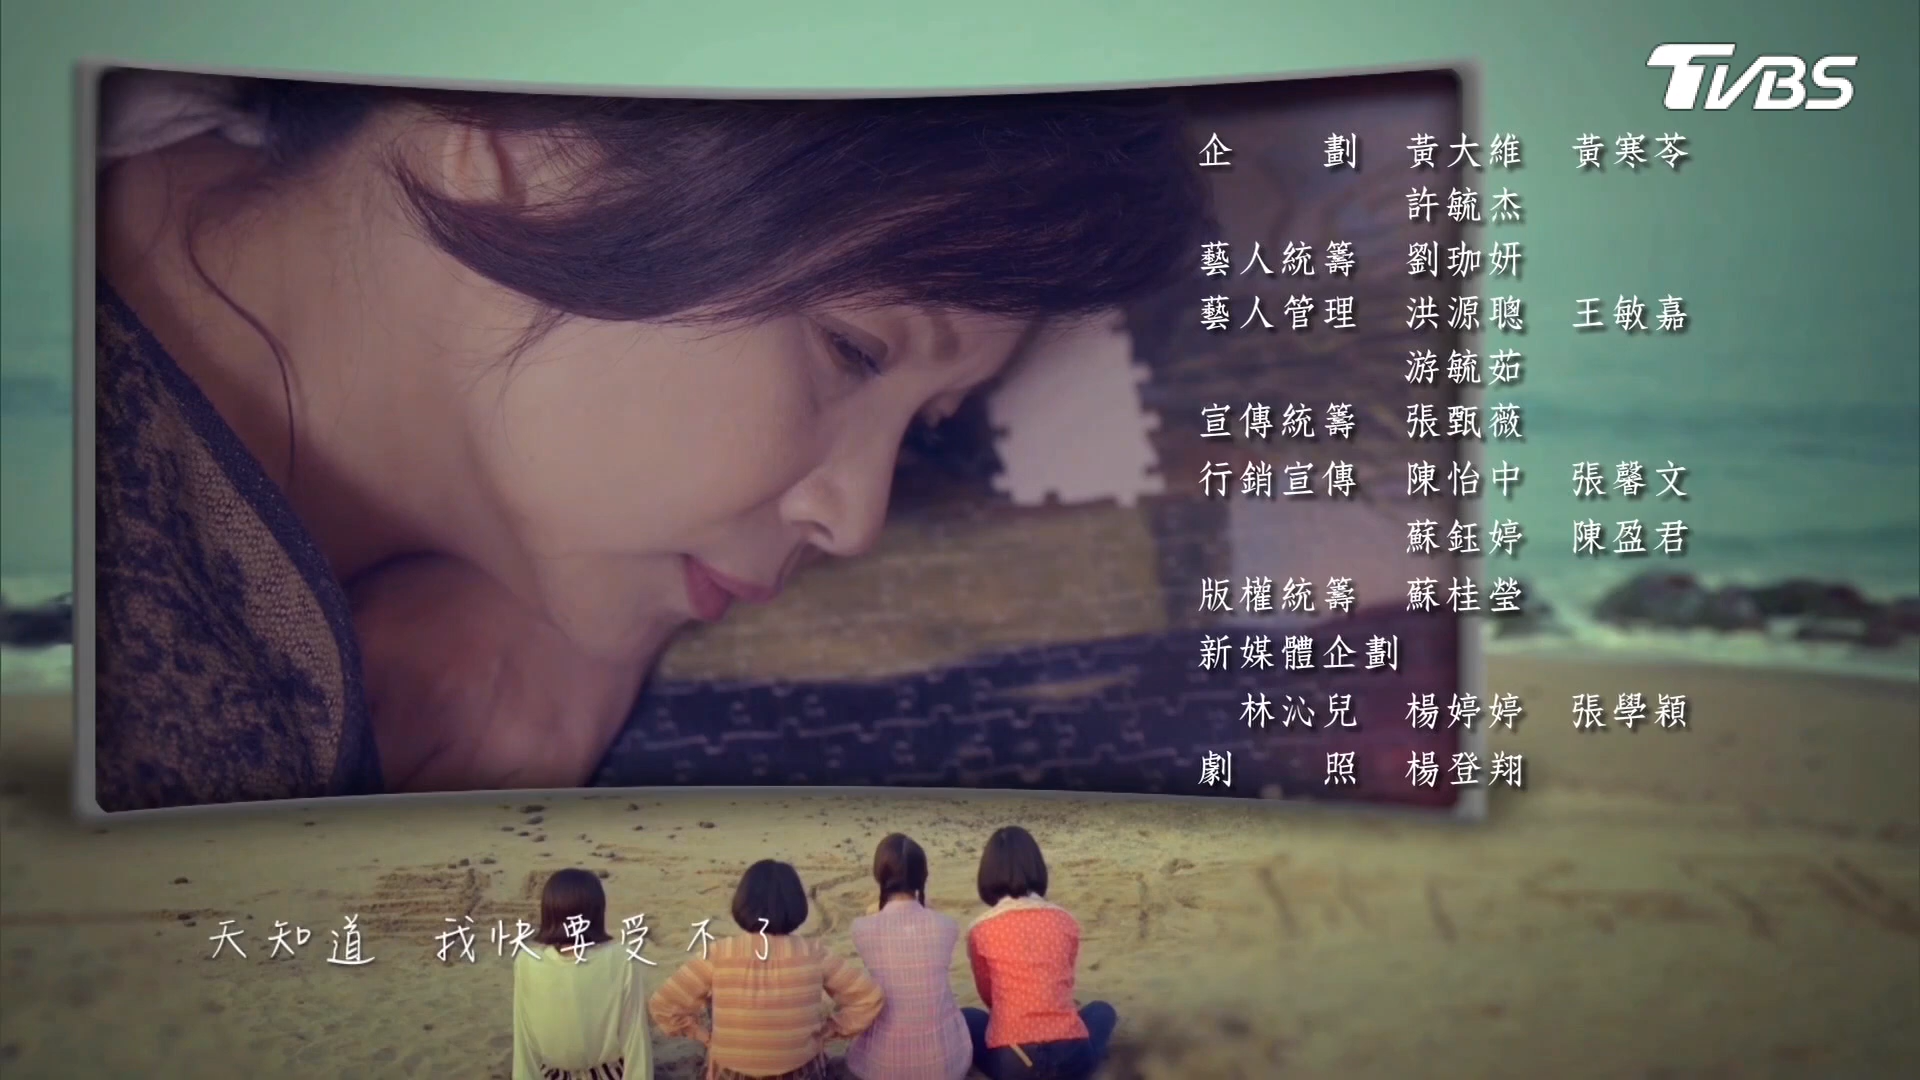 TVBS
企　　劃　黃大維　黃寒苓
許毓杰
藝人統籌　劉珈妍
藝人管理　洪源聰　王敏嘉
游毓茹
宣傳統籌　張甄薇
行銷宣傳　陳怡中　張馨文
蘇鈺婷　陳盈君
版權統籌　蘇桂瑩
新媒體企劃
林沁兒　楊婷婷　張學穎
劇　　照　楊登翔
天知道　我快要受不了